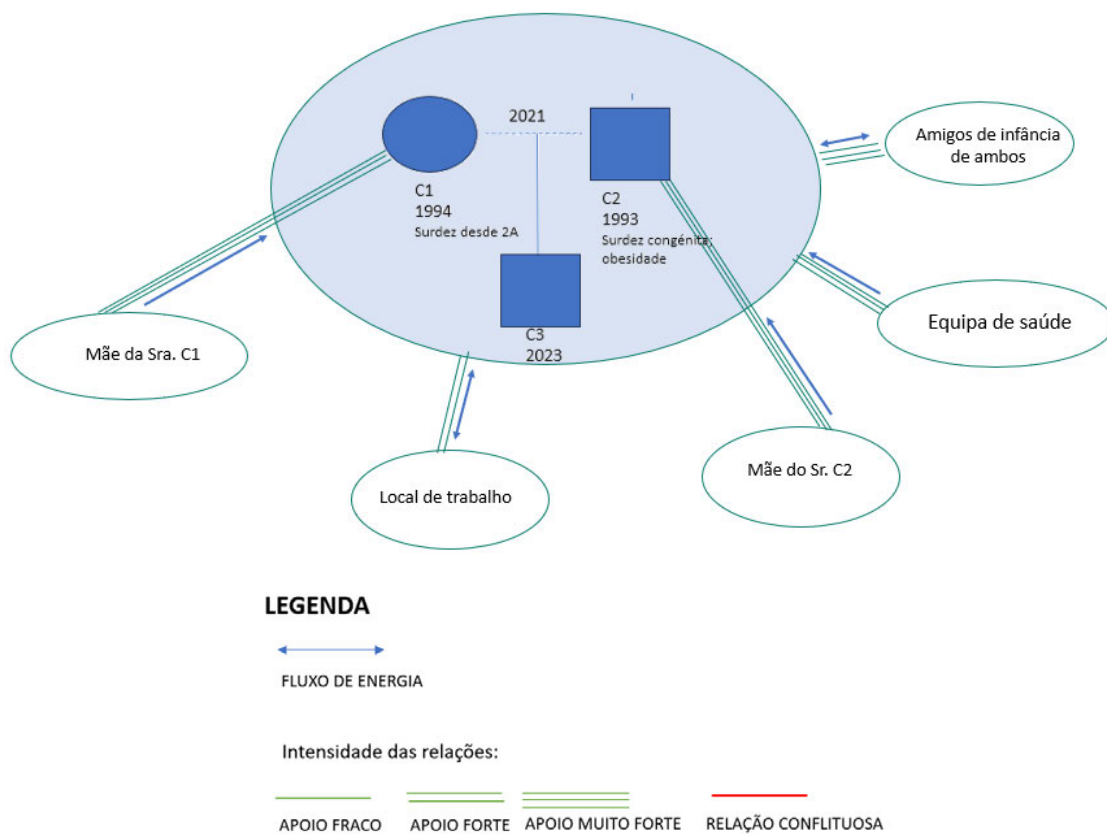 2021
C1
1994
Surdez desde 2A
C2
1993
Surdez congénita;
obesidade
C3
2023
Amigos de infância
de ambos
Equipa de saúde
Mãe da Sra. C1
Local de trabalho
Mãe do Sr. C2
LEGENDA
FLUXO DE ENERGIA
Intensidade das relações:
APOIO FRACO
APOIO FORTE
APOIO MUITO FORTE
RELAÇÃO CONFLITUOSA